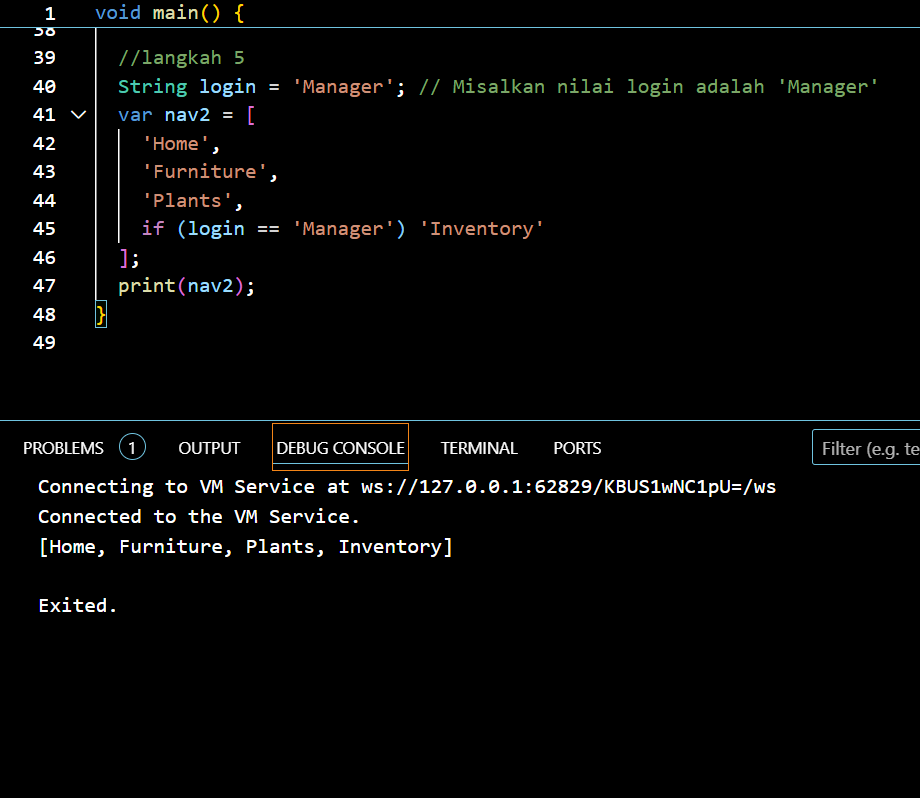 1 void main() {
38
39 //langkah 5
40 String login = 'Manager'; // Misalkan nilai login adalah 'Manager'
41 var nav2 = [
42 'Home',
43 'Furniture',
44 'Plants',
45 if (login == 'Manager') 'Inventory'
46 ];
47 print(nav2);
48 }
49
PROBLEMS 1 OUTPUT DEBUG CONSOLE TERMINAL PORTS Filter (e.g. te
Connecting to VM Service at ws://127.0.0.1:62829/KBUS1wNC1pU=/ws
Connected to the VM Service.
[Home, Furniture, Plants, Inventory]
Exited.